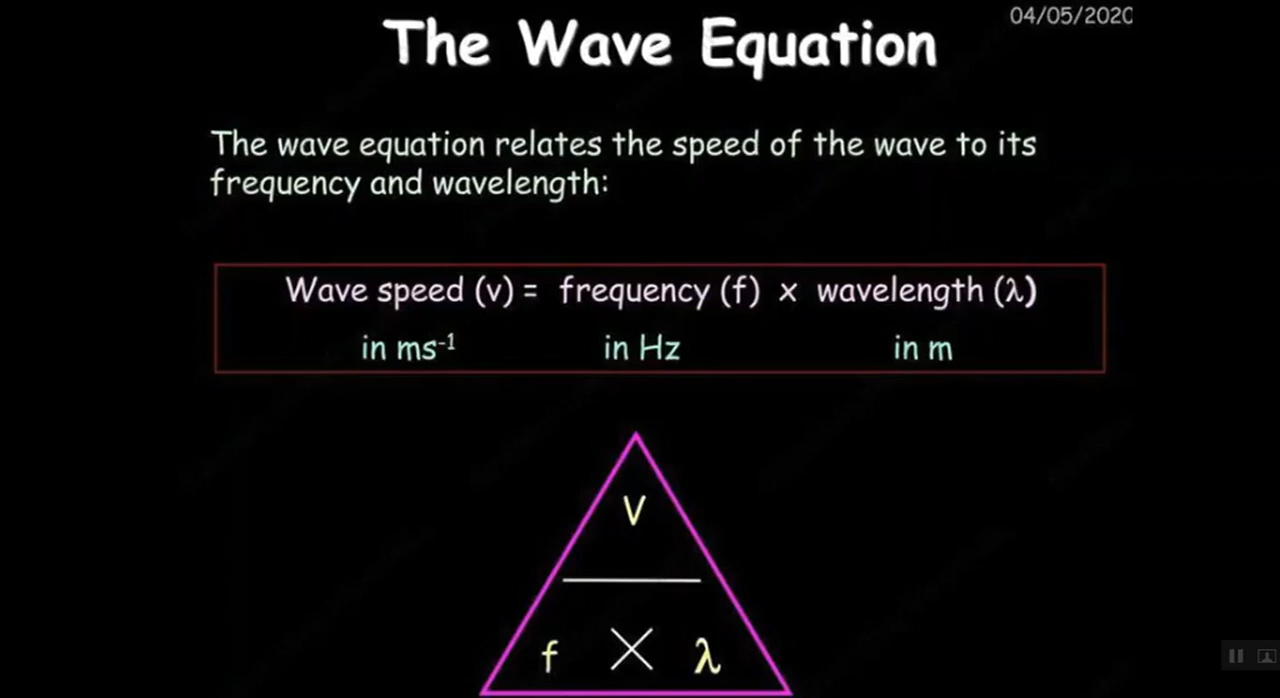 04/05/2020
The Wave Equation
The wave equation relates the speed of the wave to its
frequency and wavelength:
Wave speed (v) = frequency (f) x wavelength (λ)
in ms⁻¹ in Hz in m
V
f × λ